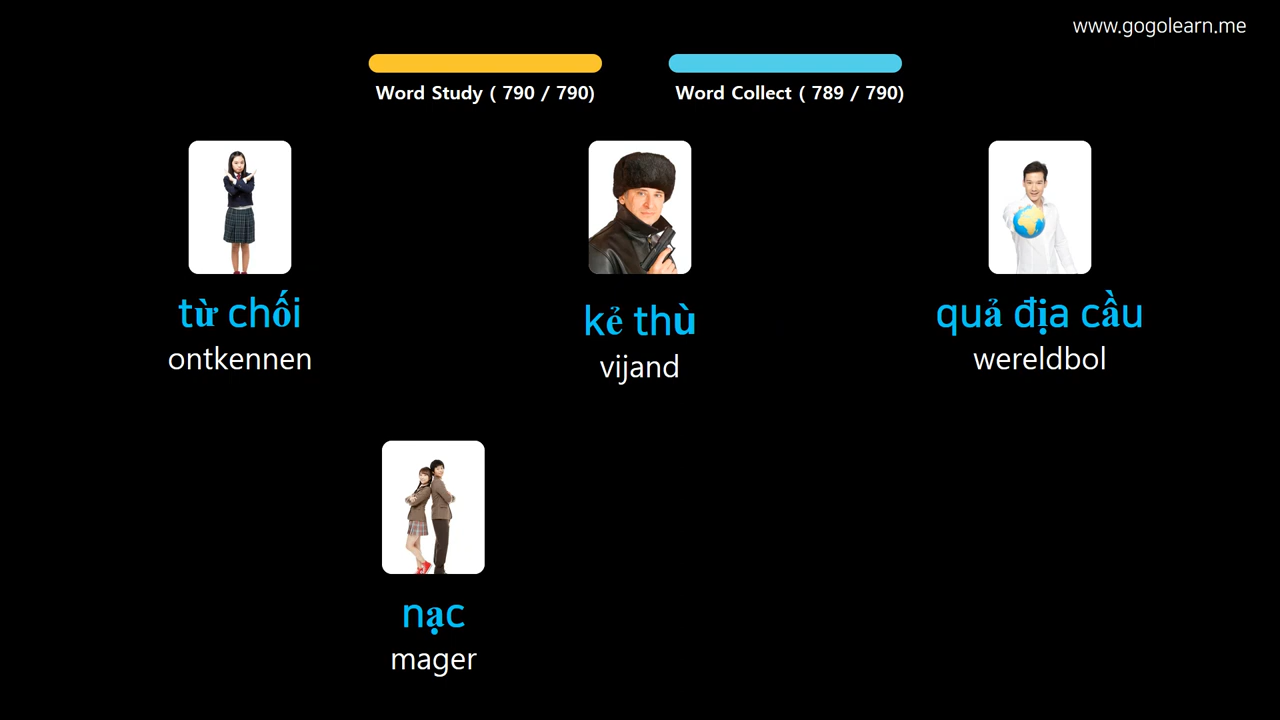 www.gogolearn.me
Word Study ( 790 / 790)
Word Collect ( 789 / 790)
từ chối
ontkennen
kẻ thù
vijand
quả địa cầu
wereldbol
nạc
mager